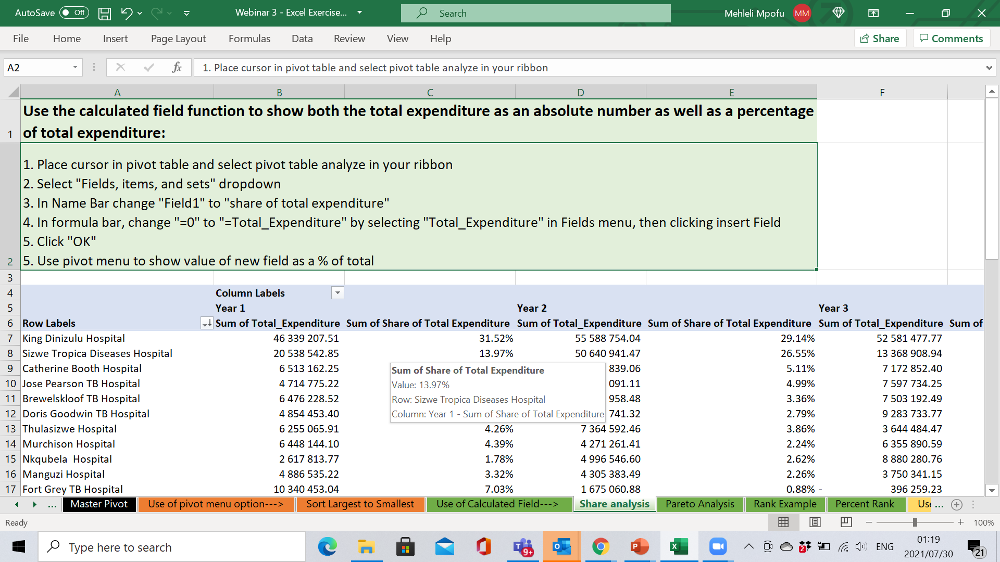 AutoSave Off Webinar 3 - Excel Exercise... Search Mehleli Mpofu MM
File Home Insert Page Layout Formulas Data Review View Help Share Comments
A2 fx 1. Place cursor in pivot table and select pivot table analyze in your ribbon
A B C D E F
1 Use the calculated field function to show both the total expenditure as an absolute number as well as a percentage
of total expenditure:
1. Place cursor in pivot table and select pivot table analyze in your ribbon
2. Select "Fields, items, and sets" dropdown
3. In Name Bar change "Field1" to "share of total expenditure"
4. In formula bar, change "=0" to "=Total_Expenditure" by selecting "Total_Expenditure" in Fields menu, then clicking insert Field
5. Click "OK"
2 5. Use pivot menu to show value of new field as a % of total
3
4 Column Labels
5 Year 1 Year 2 Year 3
6 Row Labels Sum of Total_Expenditure Sum of Share of Total Expenditure Sum of Total_Expenditure Sum of Share of Total Expenditure Sum of Total_Expenditure Sum of
7 King Dinizulu Hospital 46 339 207.51 31.52% 55 588 754.04 29.14% 52 581 477.77
8 Sizwe Tropica Diseases Hospital 20 538 542.85 13.97% 50 640 941.47 26.55% 13 368 908.94
9 Catherine Booth Hospital 6 513 162.25 839.06 5.11% 7 172 852.40
Sum of Share of Total Expenditure
10 Jose Pearson TB Hospital 4 714 775.22 091.11 4.99% 7 597 734.25
Value: 13.97%
11 Brewelskloof TB Hospital 6 476 228.52 958.48 3.36% 7 503 192.49
Row: Sizwe Tropica Diseases Hospital
12 Doris Goodwin TB Hospital 4 854 453.40 741.32 2.79% 9 283 733.77
Column: Year 1 - Sum of Share of Total Expenditure
13 Thulasizwe Hospital 6 255 065.91 4.26% 7 364 592.46 3.86% 3 644 484.47
14 Murchison Hospital 6 448 144.10 4.39% 4 271 261.41 2.24% 6 355 890.59
15 Nkqubela Hospital 2 617 813.77 1.78% 4 996 546.60 2.62% 8 880 280.76
16 Manguzi Hospital 4 886 535.22 3.32% 4 305 383.49 2.26% 3 750 341.15
17 Fort Grey TB Hospital 10 340 453.04 7.03% 1 675 060.88 0.88% - 396 259.23
... Master Pivot Use of pivot menu option---> Sort Largest to Smallest Use of Calculated Field---> Share analysis Pareto Analysis Rank Example Percent Rank Use ...
Ready 100%
Type here to search 9+ 2 ENG 01:19
2021/07/30 21